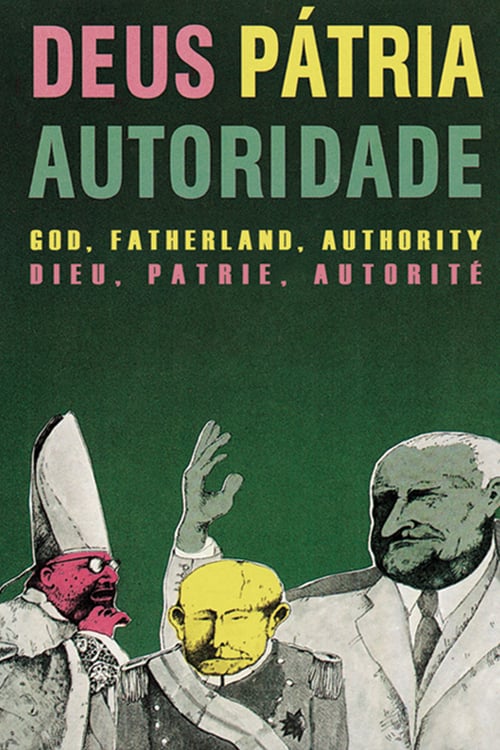 DEUS PÁTRIA
AUTORIDADE
GOD, FATHERLAND, AUTHORITY
DIEU, PATRIE, AUTORITÉ